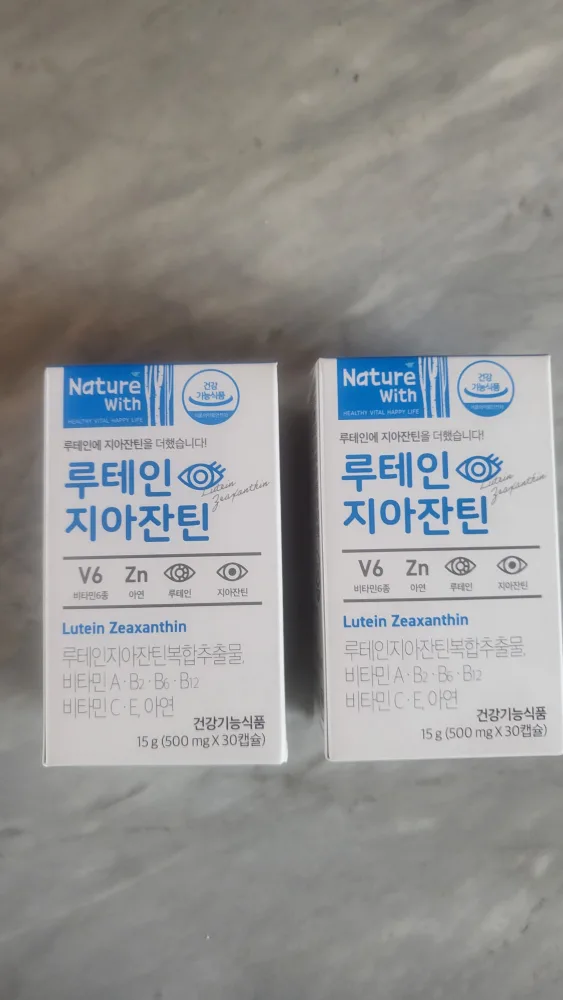 Nature
With
HEALTHY VITAL HAPPY LIFE
건강
기능식품
루테인에 지아잔틴을 더했습니다!
루테인
지아잔틴
Lutein
Zeaxanthin
V6
비타민6종
Zn
아연
루테인
지아잔틴
Lutein Zeaxanthin
루테인지아잔틴복합추출물,
비타민 A·B2·B6·B12
비타민 C·E, 아연
건강기능식품
15 g (500 mg X 30캡슐)
Nature
With
HEALTHY VITAL HAPPY LIFE
건강
기능식품
루테인에 지아잔틴을 더했습니다!
루테인
지아잔틴
Lutein
Zeaxanthin
V6
비타민6종
Zn
아연
루테인
지아잔틴
Lutein Zeaxanthin
루테인지아잔틴복합추출물,
비타민 A·B2·B6·B12
비타민 C·E, 아연
건강기능식품
15 g (500 mg X 30캡슐)